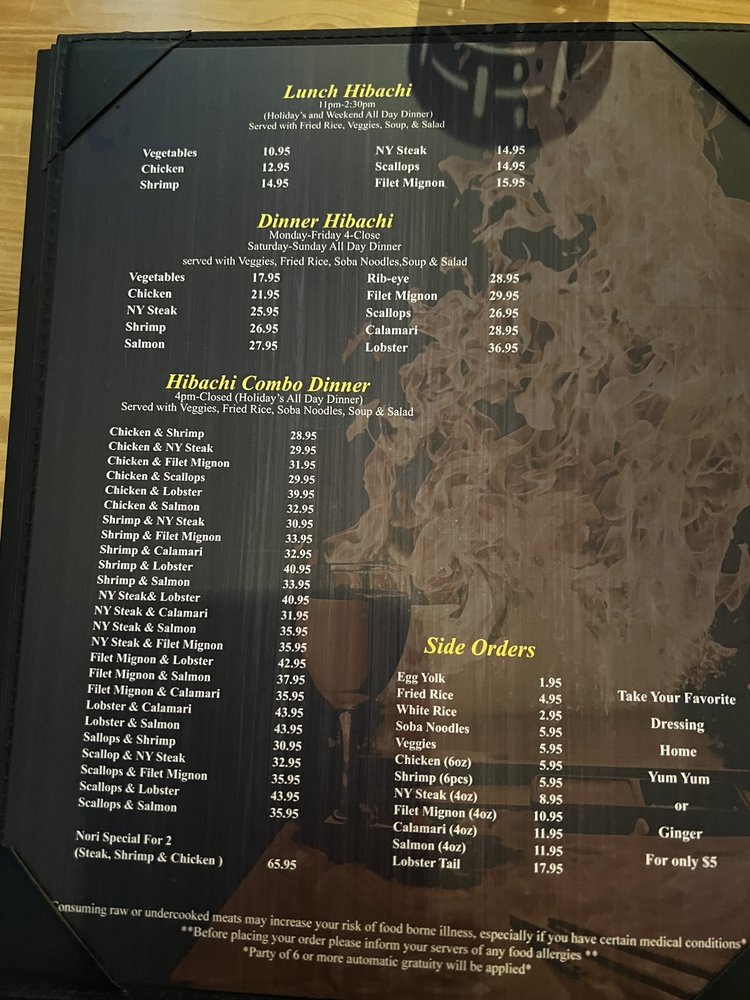 Lunch Hibachi
11pm-2:30pm
(Holiday's and Weekend All Day Dinner)
Served with Fried Rice, Veggies, Soup, & Salad
Vegetables 10.95
Chicken 12.95
Shrimp 14.95
NY Steak 14.95
Scallops 14.95
Filet Mignon 15.95
Dinner Hibachi
Monday-Friday 4-Close
Saturday-Sunday All Day Dinner
served with Veggies, Fried Rice, Soba Noodles,Soup & Salad
Vegetables 17.95
Chicken 21.95
NY Steak 25.95
Shrimp 26.95
Salmon 27.95
Rib-eye 28.95
Filet MIgnon 29.95
Scallops 26.95
Calamari 28.95
Lobster 36.95
Hibachi Combo Dinner
4pm-Closed (Holiday's All Day Dinner)
Served with Veggies, Fried Rice, Soba Noodles, Soup & Salad
Chicken & Shrimp 28.95
Chicken & NY Steak 29.95
Chicken & Filet Mignon 31.95
Chicken & Scallops 29.95
Chicken & Lobster 39.95
Chicken & Salmon 32.95
Shrimp & NY Steak 30.95
Shrimp & Filet Mignon 33.95
Shrimp & Calamari 32.95
Shrimp & Lobster 40.95
Shrimp & Salmon 33.95
NY Steak& Lobster 40.95
NY Steak & Calamari 31.95
NY Steak & Salmon 35.95
NY Steak & Filet Mignon 35.95
Filet Mignon & Lobster 42.95
Filet Mignon & Salmon 37.95
Filet Mignon & Calamari 35.95
Lobster & Calamari 43.95
Lobster & Salmon 43.95
Sallops & Shrimp 30.95
Scallop & NY Steak 32.95
Scallops & Filet Mignon 35.95
Scallops & Lobster 43.95
Scallops & Salmon 35.95
Nori Special For 2
(Steak, Shrimp & Chicken ) 65.95
Side Orders
Egg Yolk 1.95
Fried Rice 4.95
White Rice 2.95
Soba Noodles 5.95
Veggies 5.95
Chicken (6oz) 5.95
Shrimp (6pcs) 5.95
NY Steak (4oz) 8.95
Filet Mignon (4oz) 10.95
Calamari (4oz) 11.95
Salmon (4oz) 11.95
Lobster Tail 17.95
Take Your Favorite
Dressing
Home
Yum Yum
or
Ginger
For only $5
Consuming raw or undercooked meats may increase your risk of food borne illness, especially if you have certain medical conditions*
**Before placing your order please inform your servers of any food allergies **
*Party of 6 or more automatic gratuity will be applied*